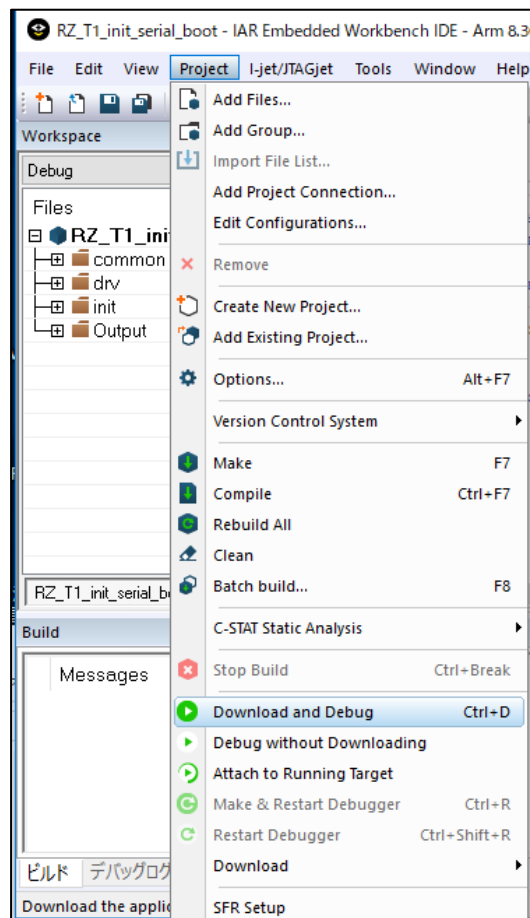 RZ_T1_init_serial_boot - IAR Embedded Workbench IDE - Arm 8.3
File Edit View Project I-jet/JTAGjet Tools Window Help
Workspace
Debug
Files
RZ_T1_ini
common
drv
init
Output
RZ_T1_init_serial_b
Build
Messages
ビルド デバッグログ
Download the applic
Add Files...
Add Group...
Import File List...
Add Project Connection...
Edit Configurations...
Remove
Create New Project...
Add Existing Project...
Options... Alt+F7
Version Control System
Make F7
Compile Ctrl+F7
Rebuild All
Clean
Batch build... F8
C-STAT Static Analysis
Stop Build Ctrl+Break
Download and Debug Ctrl+D
Debug without Downloading
Attach to Running Target
Make & Restart Debugger Ctrl+R
Restart Debugger Ctrl+Shift+R
Download
SFR Setup